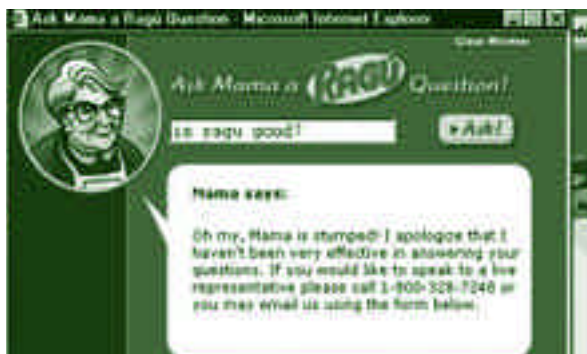 Ask Mama a Ragu Question - Microsoft Internet Explorer
Close Window
Ask Mama a RAGÚ Question!
is ragu good?
Ask!
Mama says:
Oh my, Mama is stumped! I apologize that I
haven't been very effective in answering your
questions. If you would like to speak to a live
representative please call 1-800-328-7248 or
you may email us using the form below.